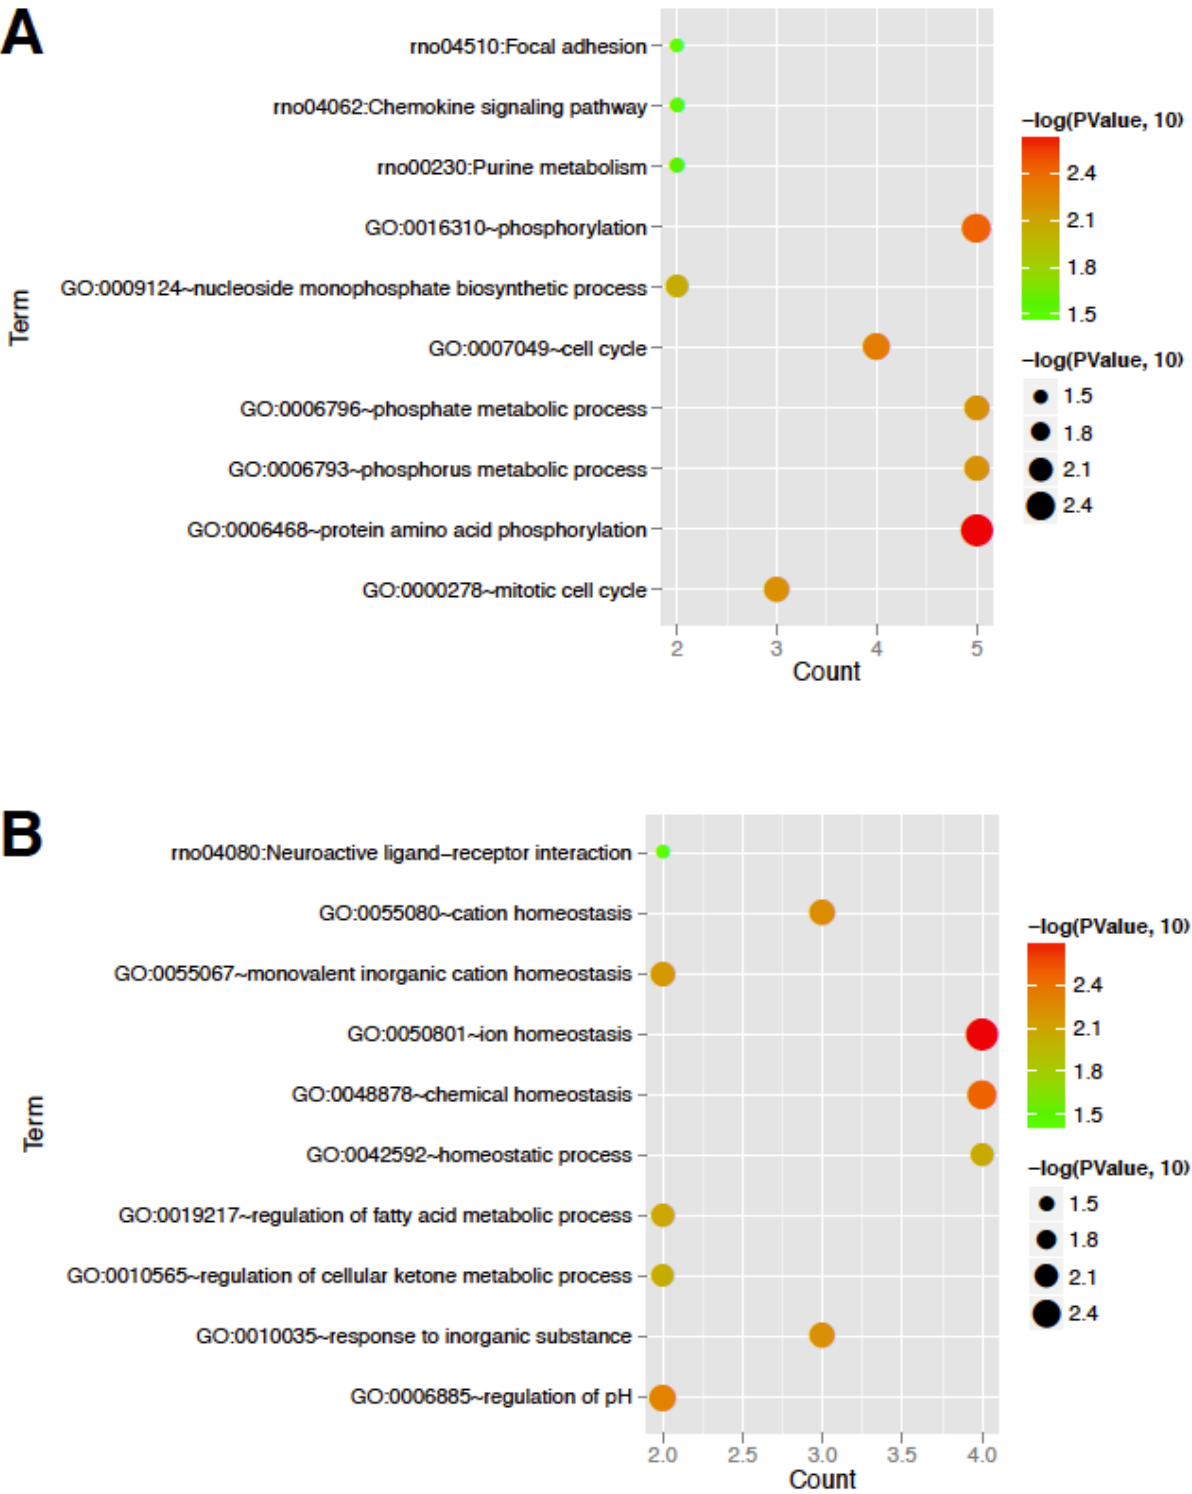 A
rno04510:Focal adhesion
rno04062:Chemokine signaling pathway
rno00230:Purine metabolism
GO:0016310~phosphorylation
GO:0009124~nucleoside monophosphate biosynthetic process
GO:0007049~cell cycle
GO:0006796~phosphate metabolic process
GO:0006793~phosphorus metabolic process
GO:0006468~protein amino acid phosphorylation
GO:0000278~mitotic cell cycle
Term
2 3 4 5
Count
−log(PValue, 10)
2.4
2.1
1.8
1.5
−log(PValue, 10)
1.5
1.8
2.1
2.4
B
rno04080:Neuroactive ligand−receptor interaction
GO:0055080~cation homeostasis
GO:0055067~monovalent inorganic cation homeostasis
GO:0050801~ion homeostasis
GO:0048878~chemical homeostasis
GO:0042592~homeostatic process
GO:0019217~regulation of fatty acid metabolic process
GO:0010565~regulation of cellular ketone metabolic process
GO:0010035~response to inorganic substance
GO:0006885~regulation of pH
Term
2.0 2.5 3.0 3.5 4.0
Count
−log(PValue, 10)
2.4
2.1
1.8
1.5
−log(PValue, 10)
1.5
1.8
2.1
2.4